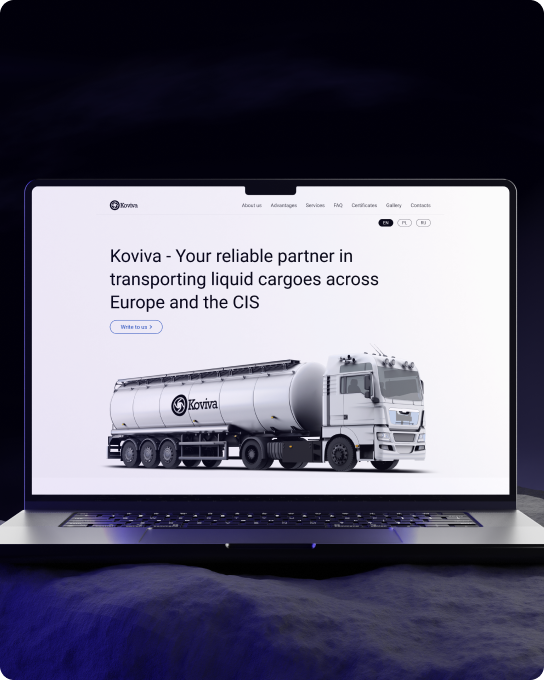 Koviva
About us Advantages Services FAQ Certificates Gallery Contacts
EN PL RU
Koviva - Your reliable partner in
transporting liquid cargoes across
Europe and the CIS
Write to us >
Koviva